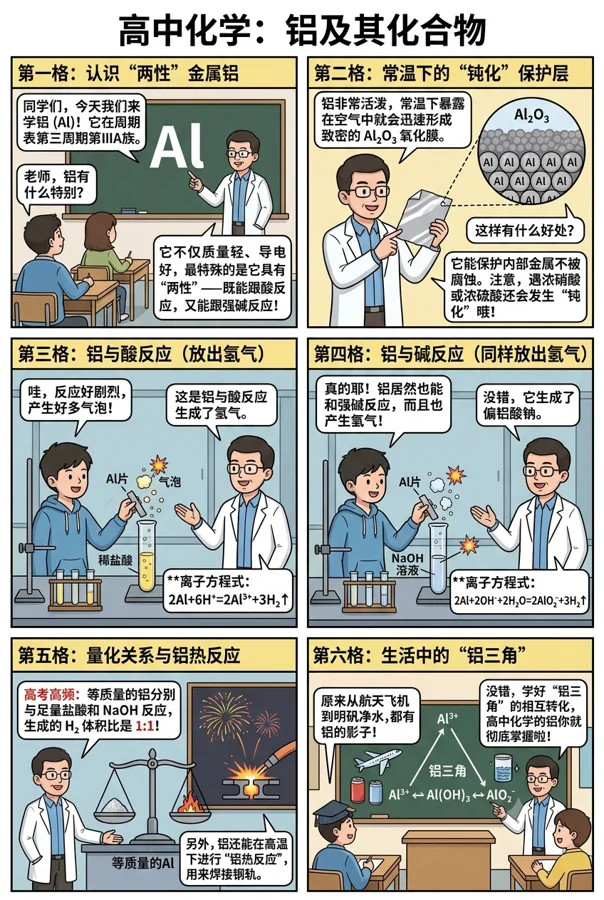 高中化学：铝及其化合物
第一格：认识“两性”金属铝
同学们，今天我们来
学铝 (Al)！它在周期
表第三周期第ⅢA族。
Al
老师，铝有
什么特别？
它不仅质量轻、导电
好，最特殊的是它具有
“两性”——既能跟酸反
应，又能跟强碱反应！
第二格：常温下的“钝化”保护层
铝非常活泼，常温下暴露
在空气中就会迅速形成
致密的 Al₂O₃ 氧化膜。
Al₂O₃
Al Al Al Al Al
Al Al Al Al
Al Al Al
这样有什么好处？
它能保护内部金属不被
腐蚀。注意，遇浓硝酸
或浓硫酸还会发生“钝
化”哦！
第三格：铝与酸反应（放出氢气）
哇，反应好剧烈，
产生好多气泡！
这是铝与酸反应
生成了氢气。
Al片
气泡
稀盐酸
**离子方程式：
2Al+6H⁺=2Al³⁺+3H₂↑
第四格：铝与碱反应（同样放出氢气）
真的耶！铝居然也能
和强碱反应，而且也
产生氢气！
没错，它生成了
偏铝酸钠。
Al片
NaOH
溶液
**离子方程式：
2Al+2OH⁻+2H₂O=2AlO₂⁻+3H₂↑
第五格：量化关系与铝热反应
高考高频：等质量的铝分别
与足量盐酸和 NaOH 反应，
生成的 H₂ 体积比是 1:1！
等质量的Al
另外，铝还能在高温
下进行“铝热反应”，
用来焊接钢轨。
第六格：生活中的“铝三角”
原来从航天飞机
到明矾净水，都有
铝的影子！
没错，学好“铝三
角”的相互转化，
高中化学的铝你就
彻底掌握啦！
Al³⁺
铝三角
Al³⁺ ↔ Al(OH)₃ ↔ AlO₂⁻